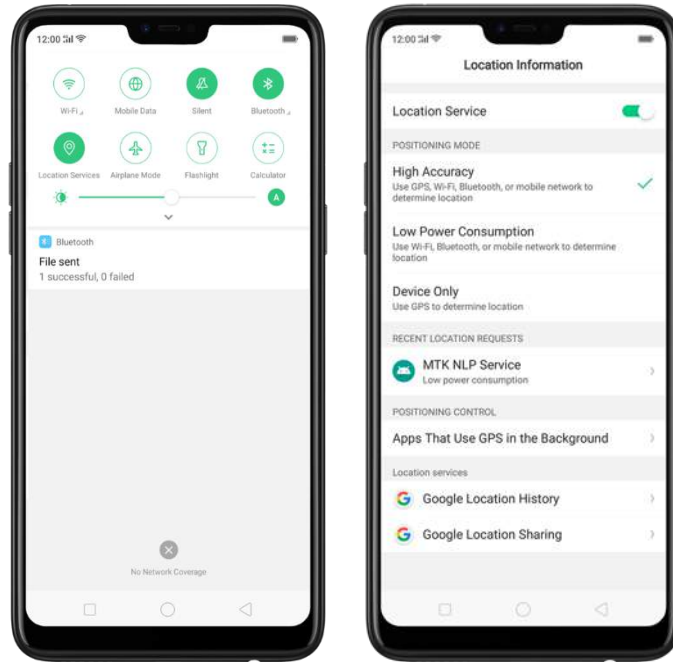 12:00
Wi-Fi
Mobile Data
Silent
Bluetooth
Location Services
Airplane Mode
Flashlight
Calculator
A
Bluetooth
File sent
1 successful, 0 failed
No Network Coverage
12:00
Location Information
Location Service
POSITIONING MODE
High Accuracy
Use GPS, Wi-Fi, Bluetooth, or mobile network to
determine location
Low Power Consumption
Use Wi-Fi, Bluetooth, or mobile network to determine
location
Device Only
Use GPS to determine location
RECENT LOCATION REQUESTS
MTK NLP Service
Low power consumption
POSITIONING CONTROL
Apps That Use GPS in the Background
Location services
Google Location History
Google Location Sharing